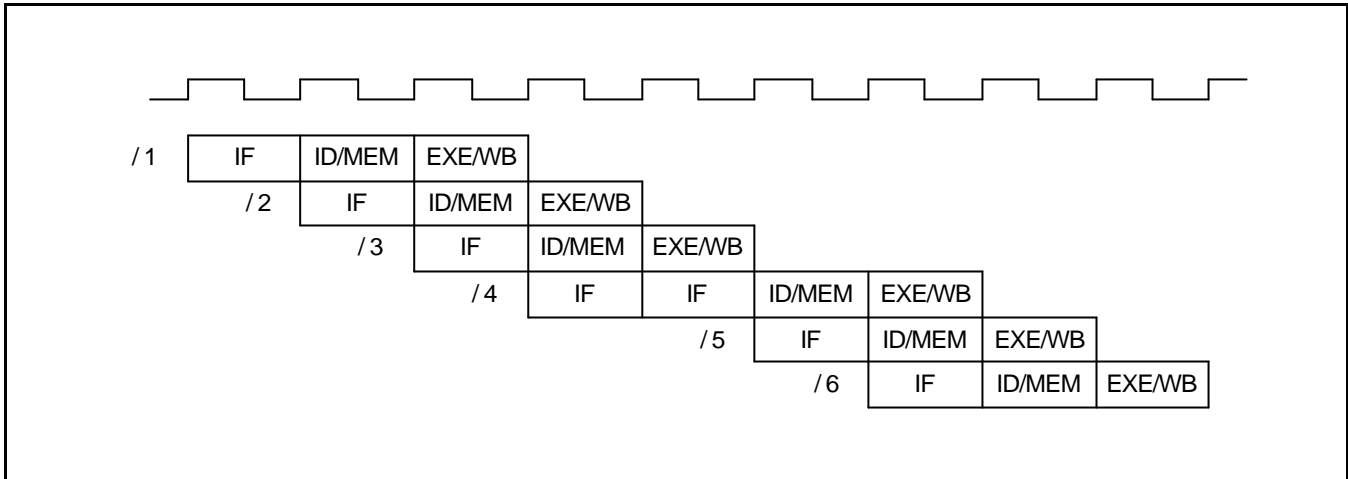 / 1 IF ID/MEM EXE/WB
/ 2 IF ID/MEM EXE/WB
/ 3 IF ID/MEM EXE/WB
/ 4 IF IF ID/MEM EXE/WB
/ 5 IF ID/MEM EXE/WB
/ 6 IF ID/MEM EXE/WB